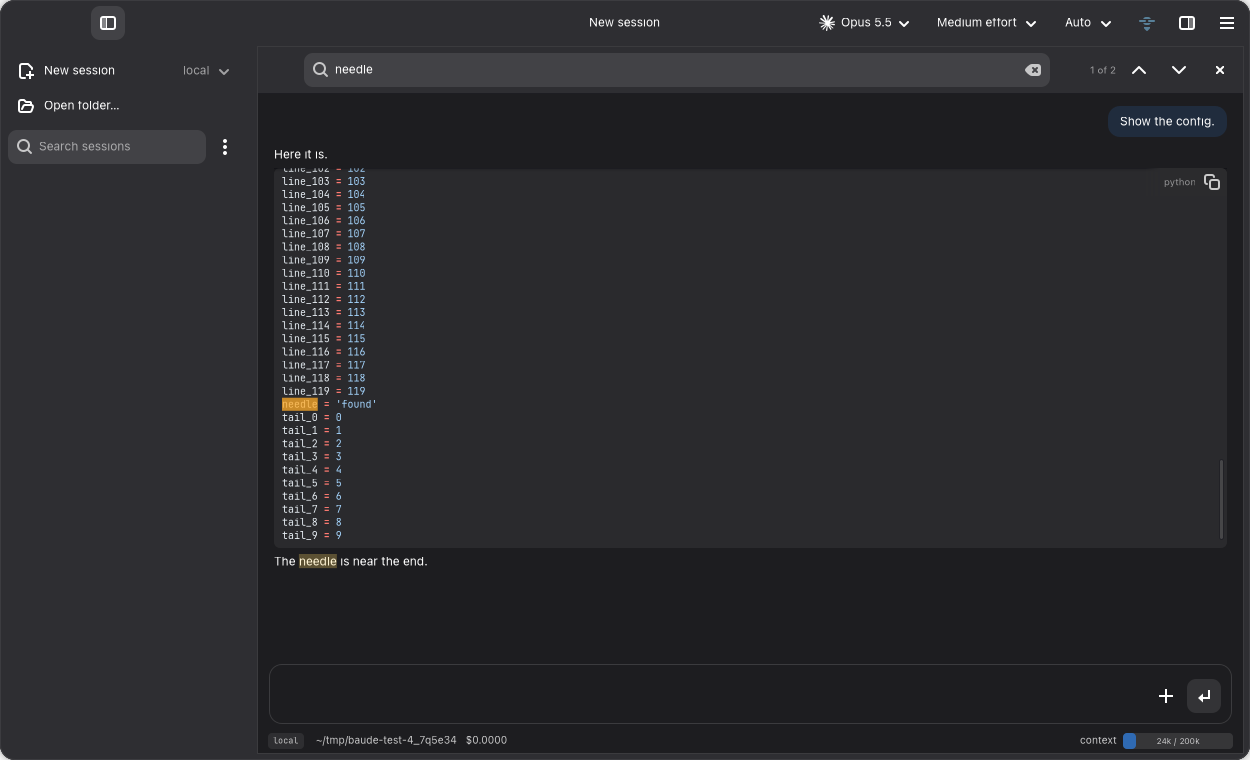 New session
Opus 5.5
Medium effort
Auto
New session
local
Open folder...
Search sessions
needle
1 of 2
Show the config.
Here it is.
python
line_102 = 102
line_103 = 103
line_104 = 104
line_105 = 105
line_106 = 106
line_107 = 107
line_108 = 108
line_109 = 109
line_110 = 110
line_111 = 111
line_112 = 112
line_113 = 113
line_114 = 114
line_115 = 115
line_116 = 116
line_117 = 117
line_118 = 118
line_119 = 119
needle = 'found'
tail_0 = 0
tail_1 = 1
tail_2 = 2
tail_3 = 3
tail_4 = 4
tail_5 = 5
tail_6 = 6
tail_7 = 7
tail_8 = 8
tail_9 = 9
The needle is near the end.
local ~/tmp/baude-test-4_7q5e34 $0.0000
context 24k / 200k